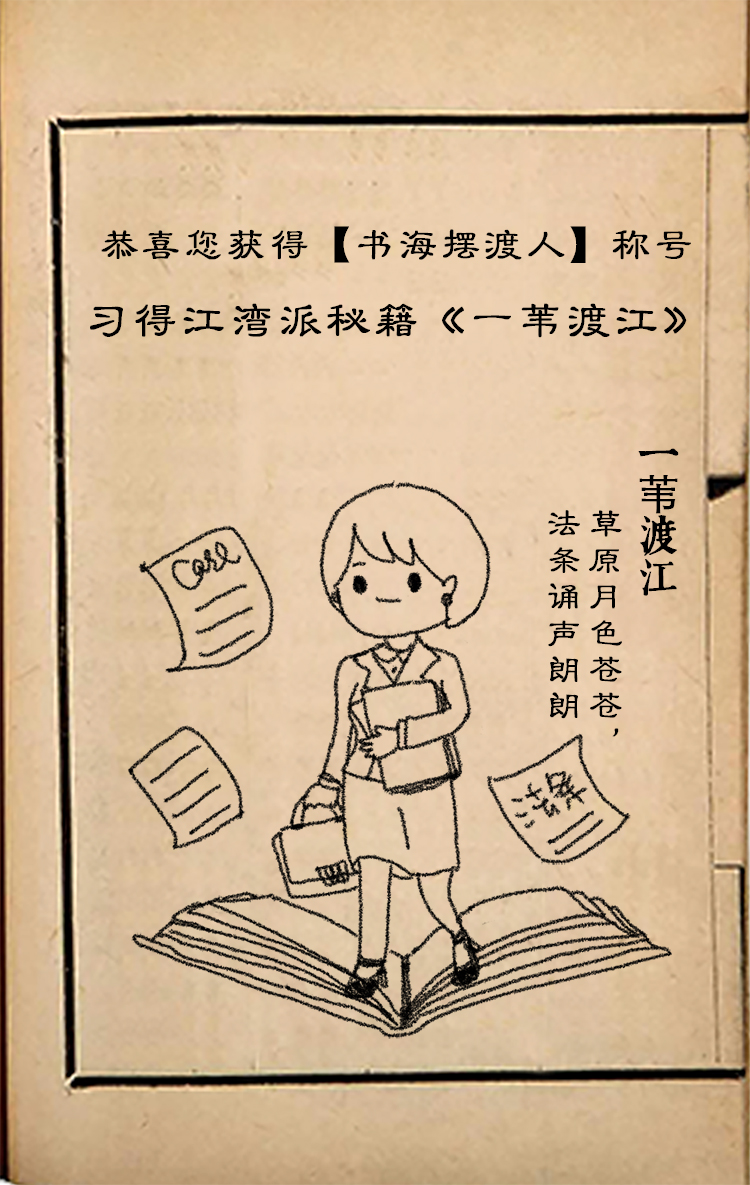 恭喜您获得【书海摆渡人】称号
习得江湾派秘籍《一苇渡江》
一苇渡江
草原月色苍苍，
法条诵声朗朗
Case
法条